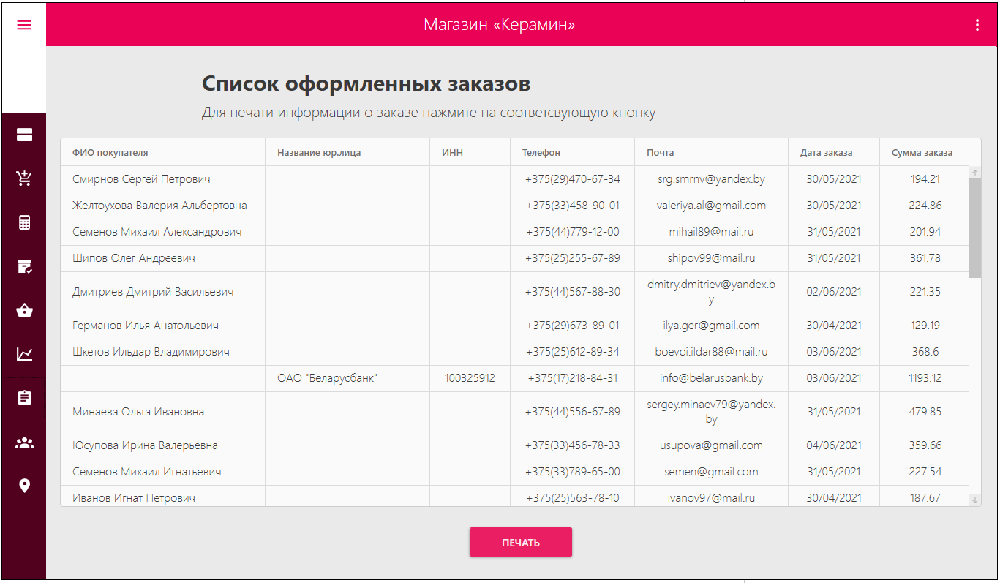 Магазин «Керамин»
Список оформленных заказов
Для печати информации о заказе нажмите на соответсвующую кнопку
ФИО покупателя Название юр.лица ИНН Телефон Почта Дата заказа Сумма заказа
Смирнов Сергей Петрович +375(29)470-67-34 srg.smrnv@yandex.by 30/05/2021 194.21
Желтоухова Валерия Альбертовна +375(33)458-90-01 valeriya.al@gmail.com 30/05/2021 224.86
Семенов Михаил Александрович +375(44)779-12-00 mihail89@mail.ru 31/05/2021 201.94
Шипов Олег Андреевич +375(25)255-67-89 shipov99@mail.ru 31/05/2021 361.78
Дмитриев Дмитрий Васильевич +375(44)567-88-30 dmitry.dmitriev@yandex.b 02/06/2021 221.35
y
Германов Илья Анатольевич +375(29)673-89-01 ilya.ger@gmail.com 30/04/2021 129.19
Шкетов Ильдар Владимирович +375(25)612-89-34 boevoi.ildar88@mail.ru 03/06/2021 368.6
ОАО "Беларусбанк" 100325912 +375(17)218-84-31 info@belarusbank.by 03/06/2021 1193.12
Минаева Ольга Ивановна +375(44)556-67-89 sergey.minaev79@yandex. 31/05/2021 479.85
by
Юсупова Ирина Валерьевна +375(33)456-78-33 usupova@gmail.com 04/06/2021 359.66
Семенов Михаил Игнатьевич +375(33)789-65-00 semen@gmail.com 31/05/2021 227.54
Иванов Игнат Петрович +375(25)563-78-10 ivanov97@mail.ru 30/04/2021 187.67
ПЕЧАТЬ